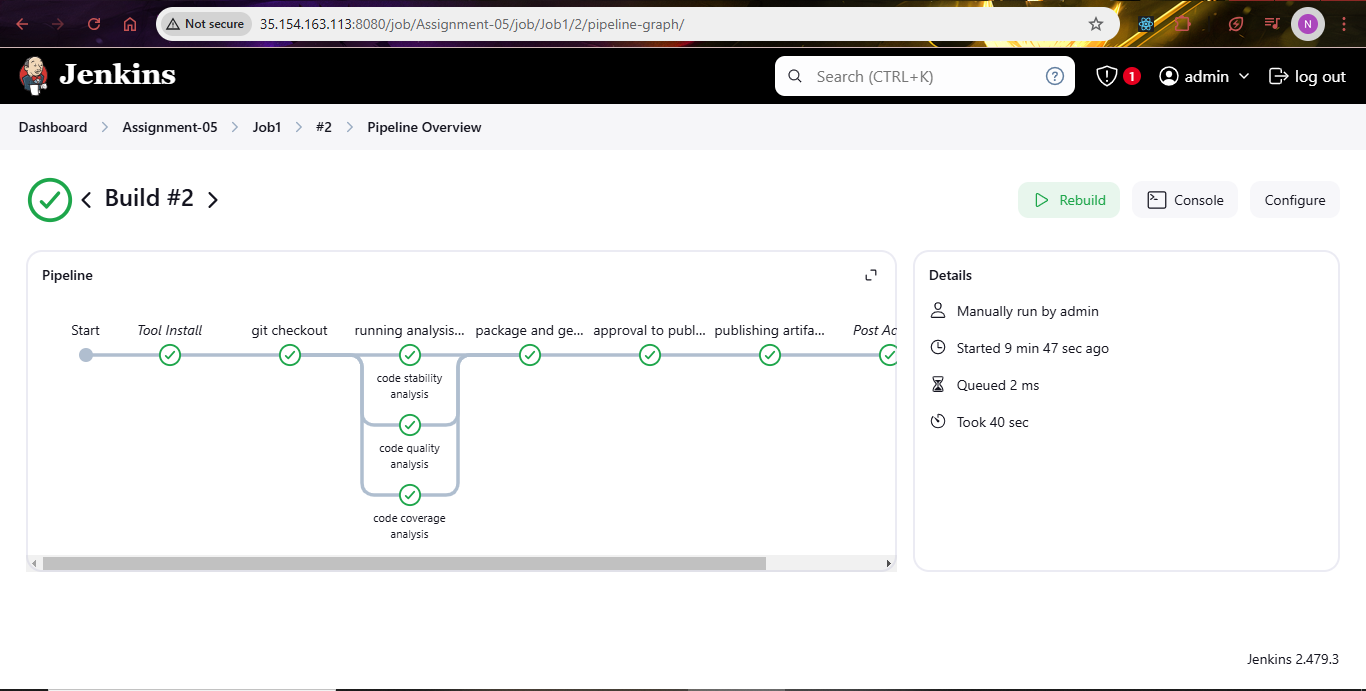 Not secure 35.154.163.113:8080/job/Assignment-05/job/Job1/2/pipeline-graph/
N
Jenkins
Search (CTRL+K) ?
1 admin log out
Dashboard Assignment-05 Job1 #2 Pipeline Overview
Build #2
Rebuild Console Configure
Pipeline
Start Tool Install git checkout running analysis... package and ge... approval to publ... publishing artifa... Post Ac
code stability
analysis
code quality
analysis
code coverage
analysis
Details
Manually run by admin
Started 9 min 47 sec ago
Queued 2 ms
Took 40 sec
Jenkins 2.479.3